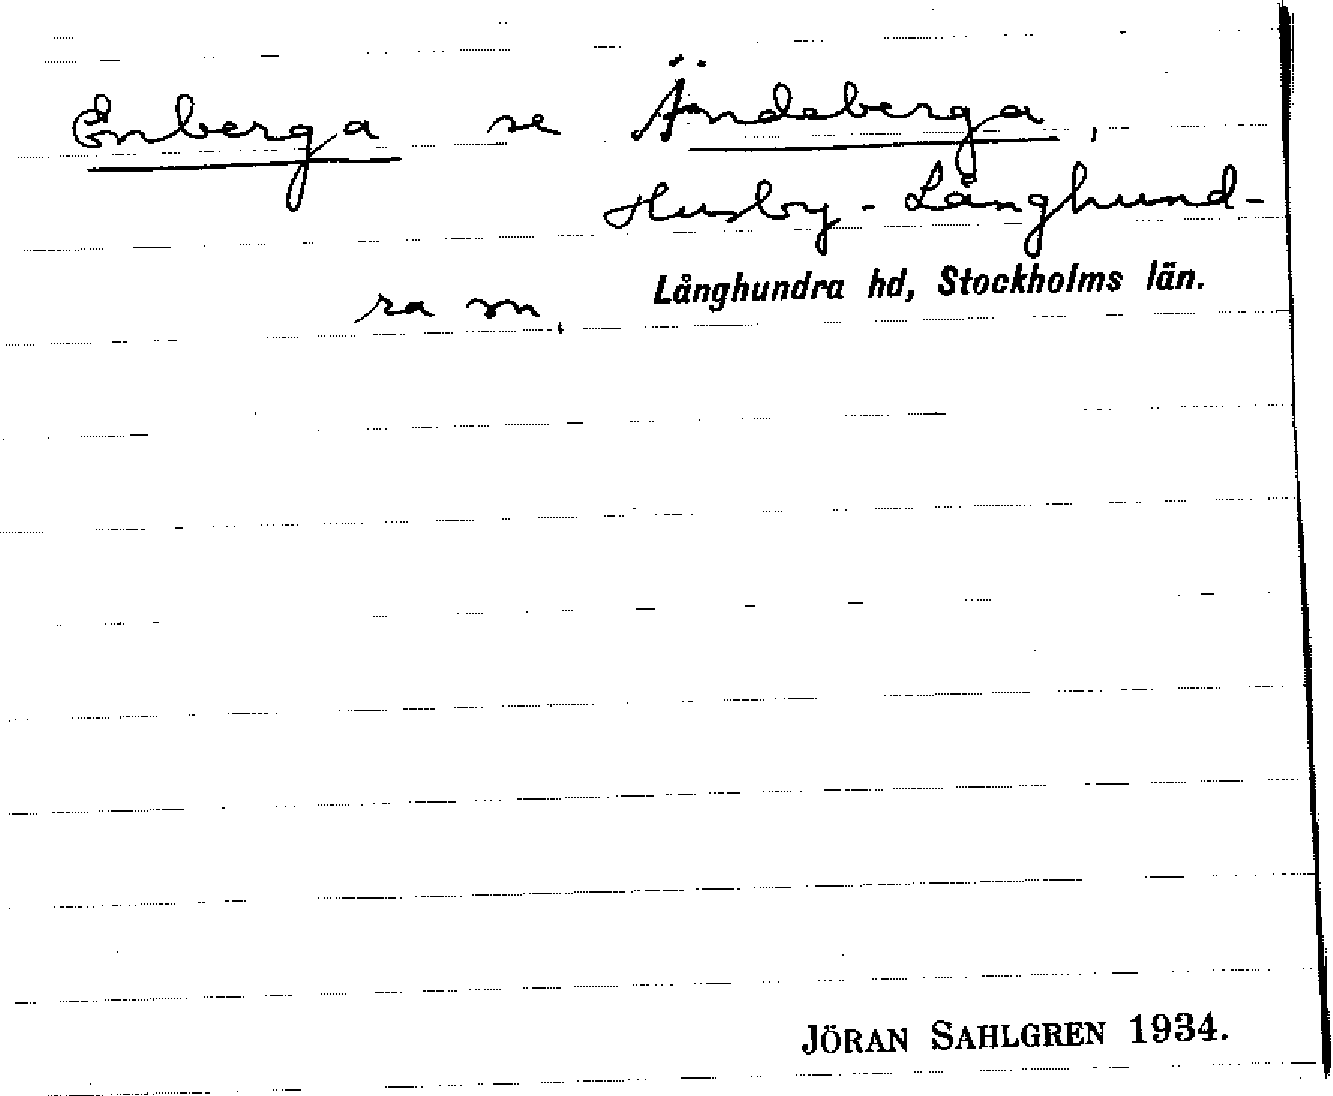 Enberga se Ändeberga,
Husby-Långhund-
ra sn,
Långhundra hd, Stockholms län.
JÖRAN SAHLGREN 1934.